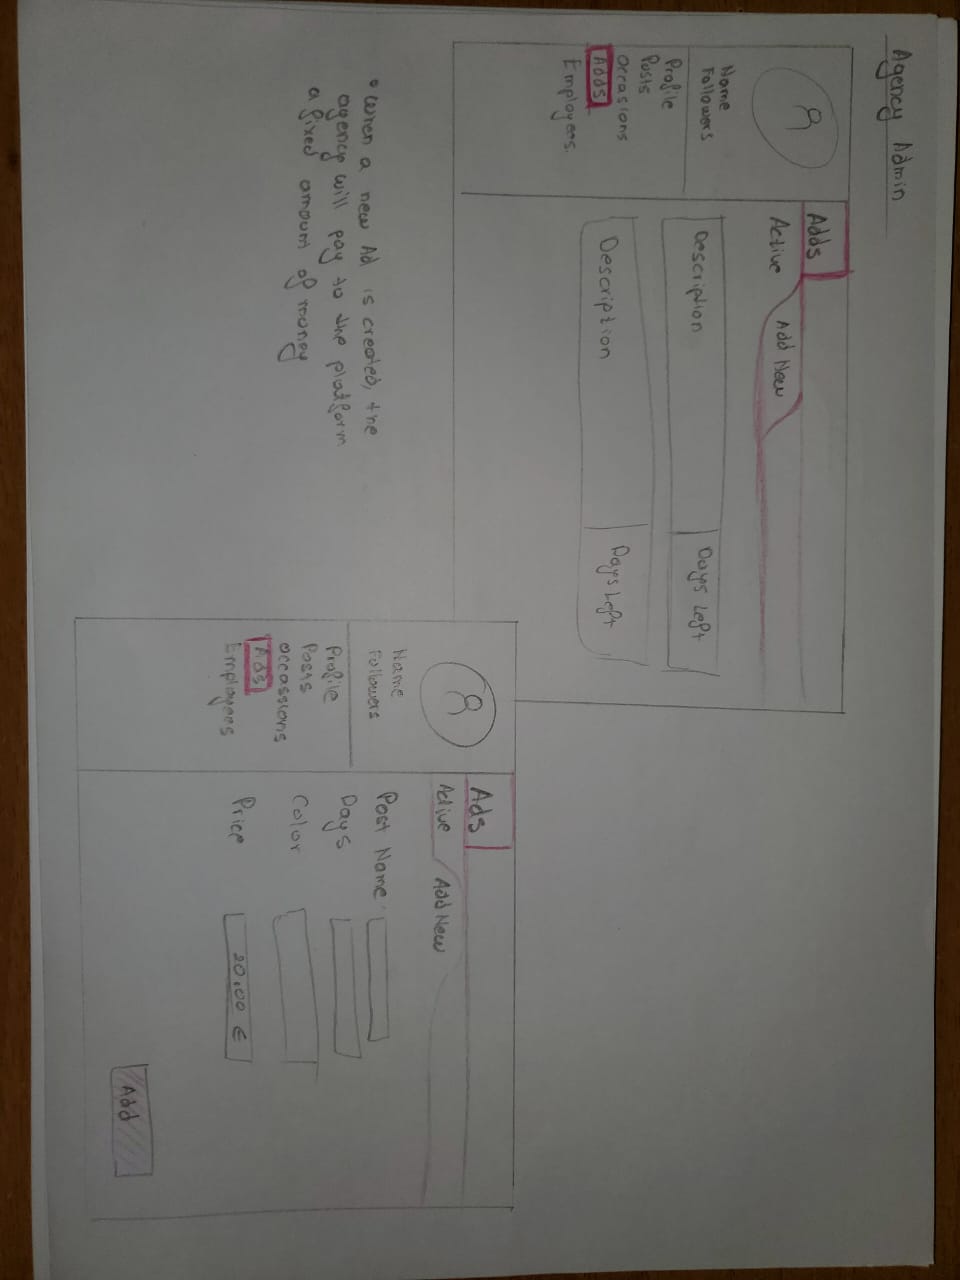 Agency Admin
Adds
Active
Add New
Name
Followers
Profile
Posts
Occasions
Adds
Employees.
Description
Days Left
Description
Days Left
• When a new Ad is created, the
agency will pay to the platform
a fixed amount of money
Ads
Active
Add New
Name
Followers
Profile
Posts
Occassions
Ads
Employees
Post Name
Days
Color
Price
20.00 €
Add